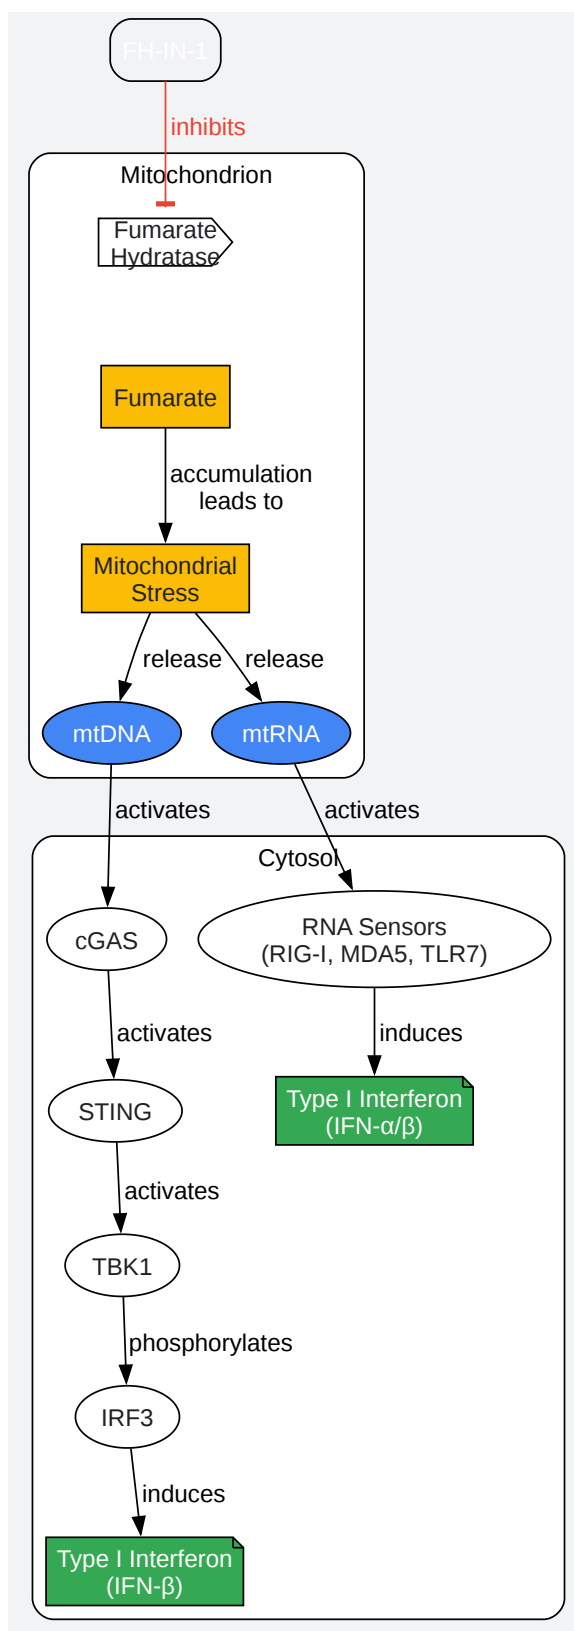 FH-IN-1
inhibits
Mitochondrion
Fumarate
Hydratase
Fumarate
accumulation
leads to
Mitochondrial
Stress
release
release
mtDNA
mtRNA
activates
activates
Cytosol
cGAS
RNA Sensors
(RIG-I, MDA5, TLR7)
activates
induces
STING
Type I Interferon
(IFN-α/β)
activates
TBK1
phosphorylates
IRF3
induces
Type I Interferon
(IFN-β)